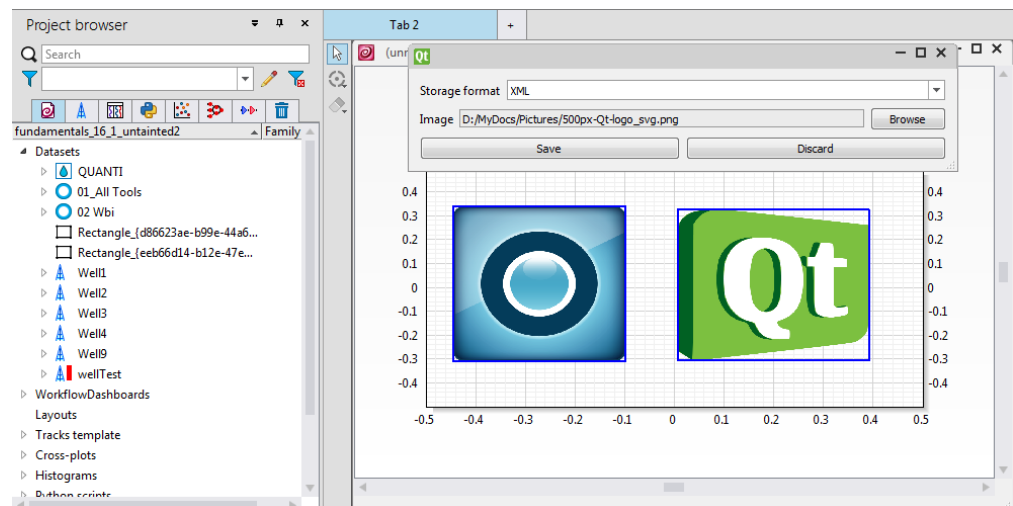 Project browser
Tab 2
+
Search
(unr
Qt
Storage format XML
Image D:/MyDocs/Pictures/500px-Qt-logo_svg.png Browse
Save Discard
fundamentals_16_1_untainted2 Family
Datasets
QUANTI
01_All Tools
02 Wbi
Rectangle_{d86623ae-b99e-44a6...
Rectangle_{eeb66d14-b12e-47e...
Well1
Well2
Well3
Well4
Well9
wellTest
WorkflowDashboards
Layouts
Tracks template
Cross-plots
Histograms
Python scripts
0.4 0.4
0.3 0.3
0.2 0.2
0.1 0.1
0 0
-0.1 -0.1
-0.2 -0.2
-0.3 -0.3
-0.4 -0.4
-0.5 -0.4 -0.3 -0.2 -0.1 0 0.1 0.2 0.3 0.4 0.5
Qt